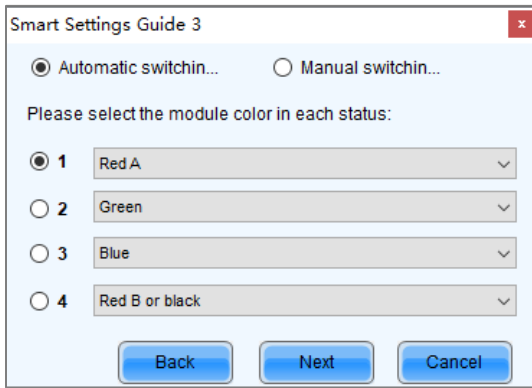 Smart Settings Guide 3
x
Automatic switchin... Manual switchin...
Please select the module color in each status:
1 Red A
2 Green
3 Blue
4 Red B or black
Back Next Cancel